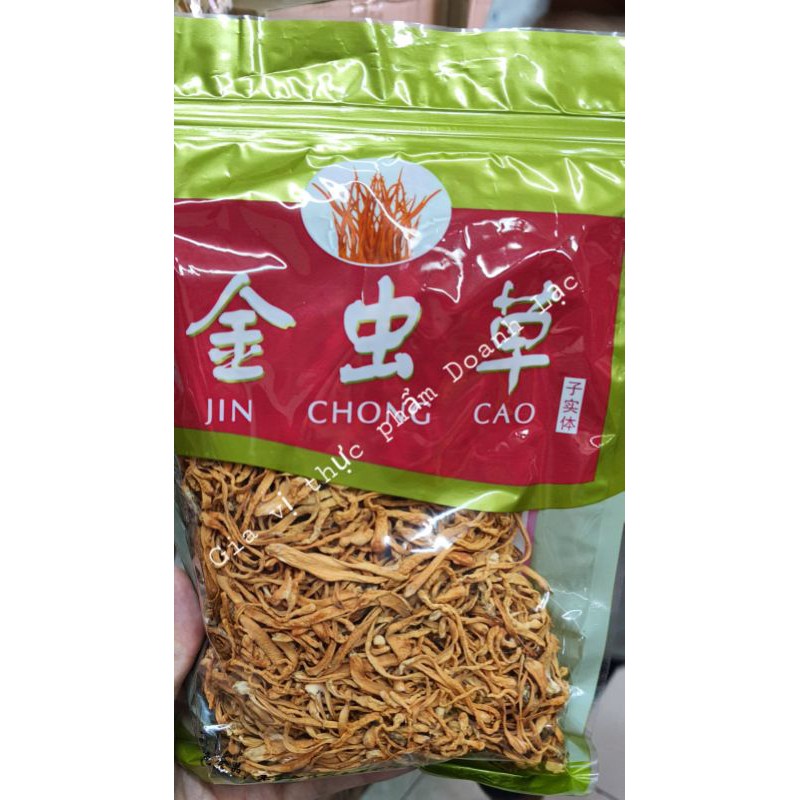 金虫草
JIN CHONG CAO
子实体
Gia vị thực phẩm Doanh Lạc